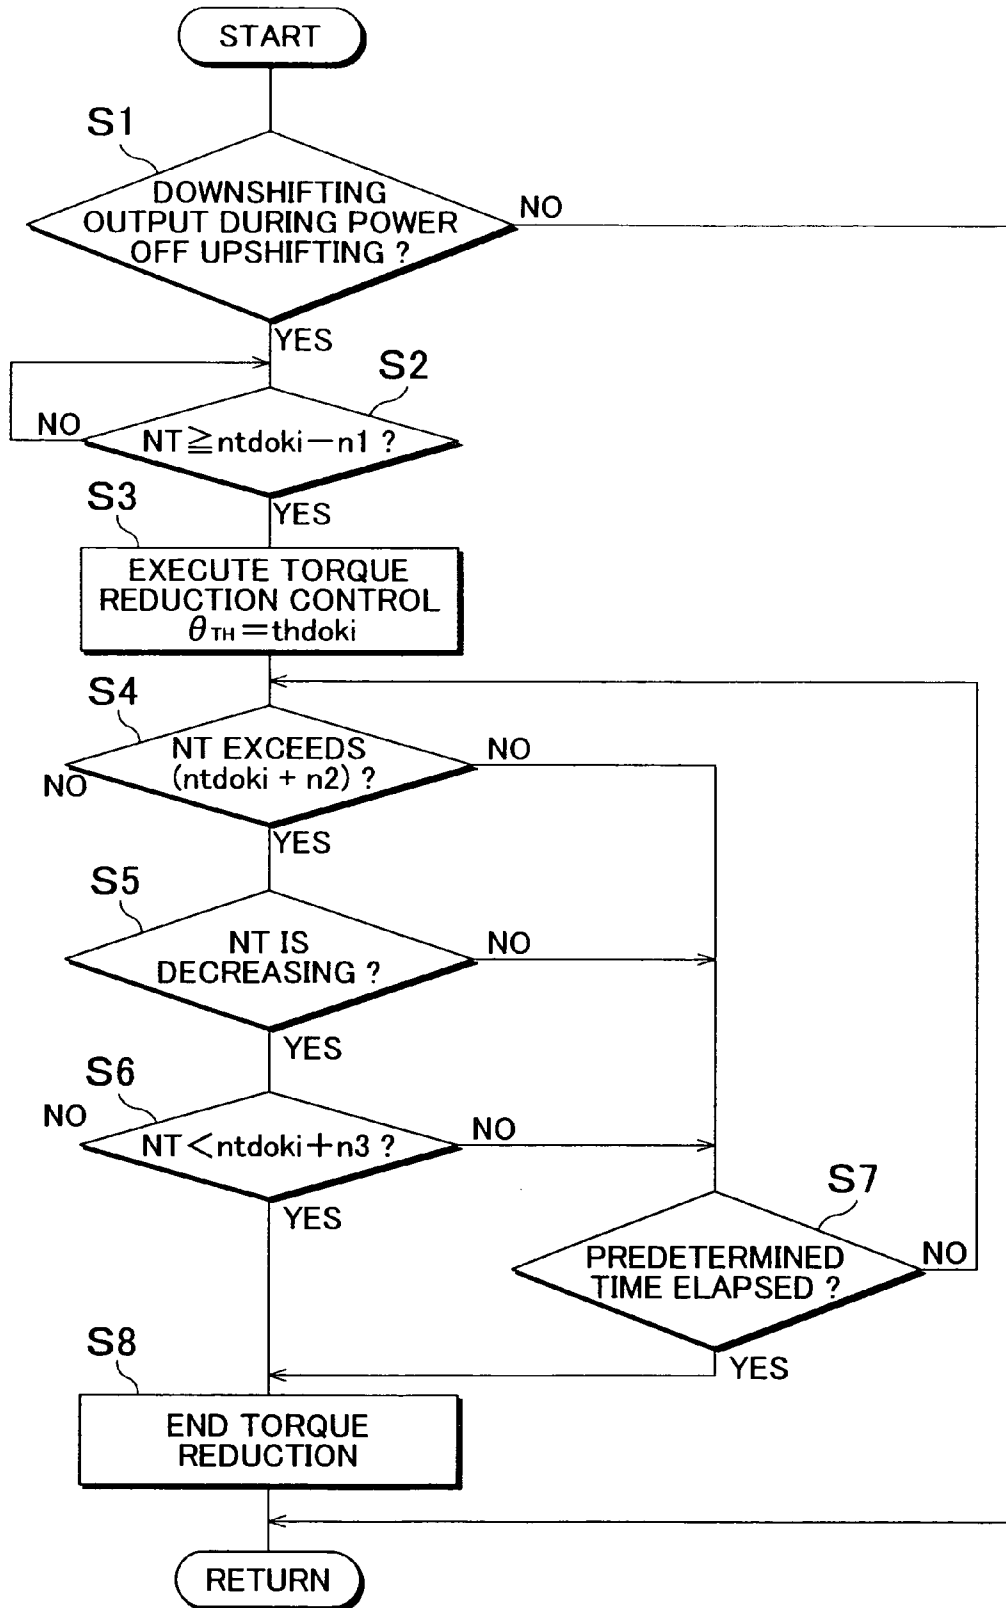 START
S1
DOWNSHIFTING
OUTPUT DURING POWER
OFF UPSHIFTING ?
NO
YES
S2
NO
NT ≧ ntdoki－n1 ?
YES
S3
EXECUTE TORQUE
REDUCTION CONTROL
θTH＝thdoki
S4
NT EXCEEDS
(ntdoki + n2) ?
NO
NO
YES
S5
NT IS
DECREASING ?
NO
YES
S6
NO
NT＜ntdoki＋n3 ?
NO
YES
S7
PREDETERMINED
TIME ELAPSED ?
NO
YES
S8
END TORQUE
REDUCTION
RETURN